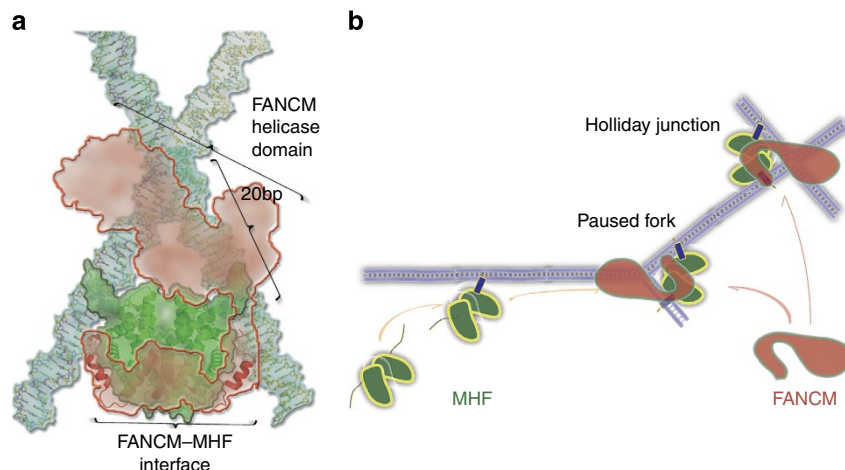 a
b
FANCM
helicase
domain
20bp
FANCM–MHF
interface
Holliday junction
Paused fork
MHF
FANCM